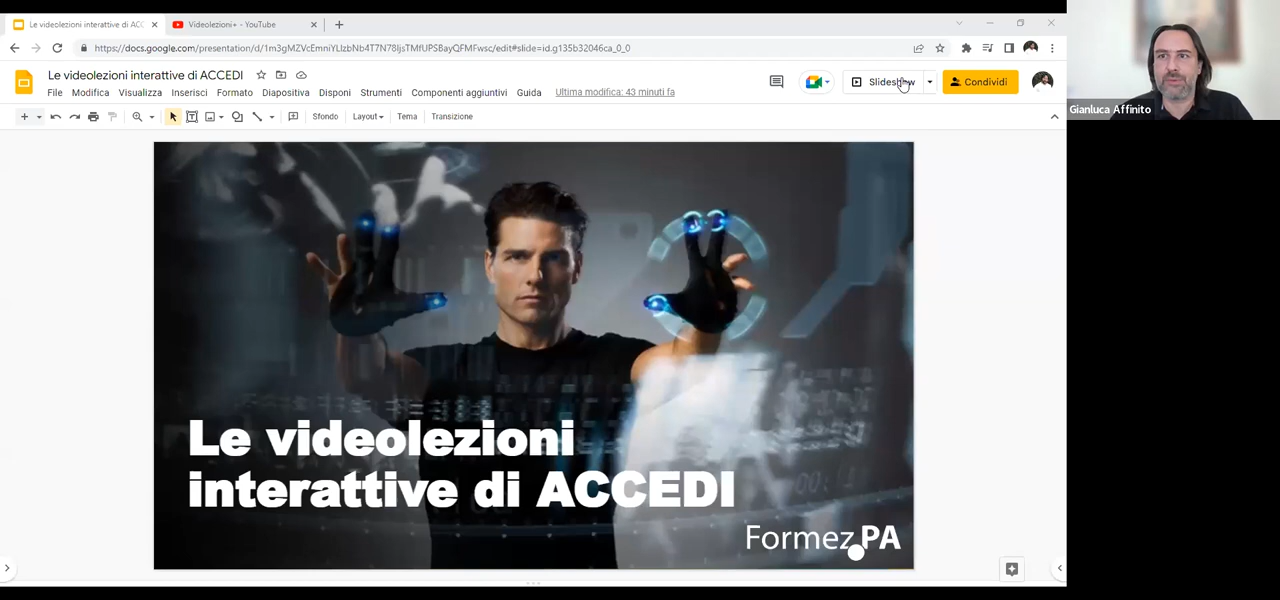 Le videolezioni interattive di ACC
Videolezioni+ - YouTube
https://docs.google.com/presentation/d/1m3gMZVcEmniYLlzbNb4T7N78ljsTMfUPSBayQFMFwsc/edit#slide=id.g135b32046ca_0_0
Le videolezioni interattive di ACCEDI
File Modifica Visualizza Inserisci Formato Diapositiva Disponi Strumenti Componenti aggiuntivi Guida Ultima modifica: 43 minuti fa
Slideshow
Condividi
Gianluca Affinito
Sfondo Layout Tema Transizione
Le videolezioni
interattive di ACCEDI
Formez.PA